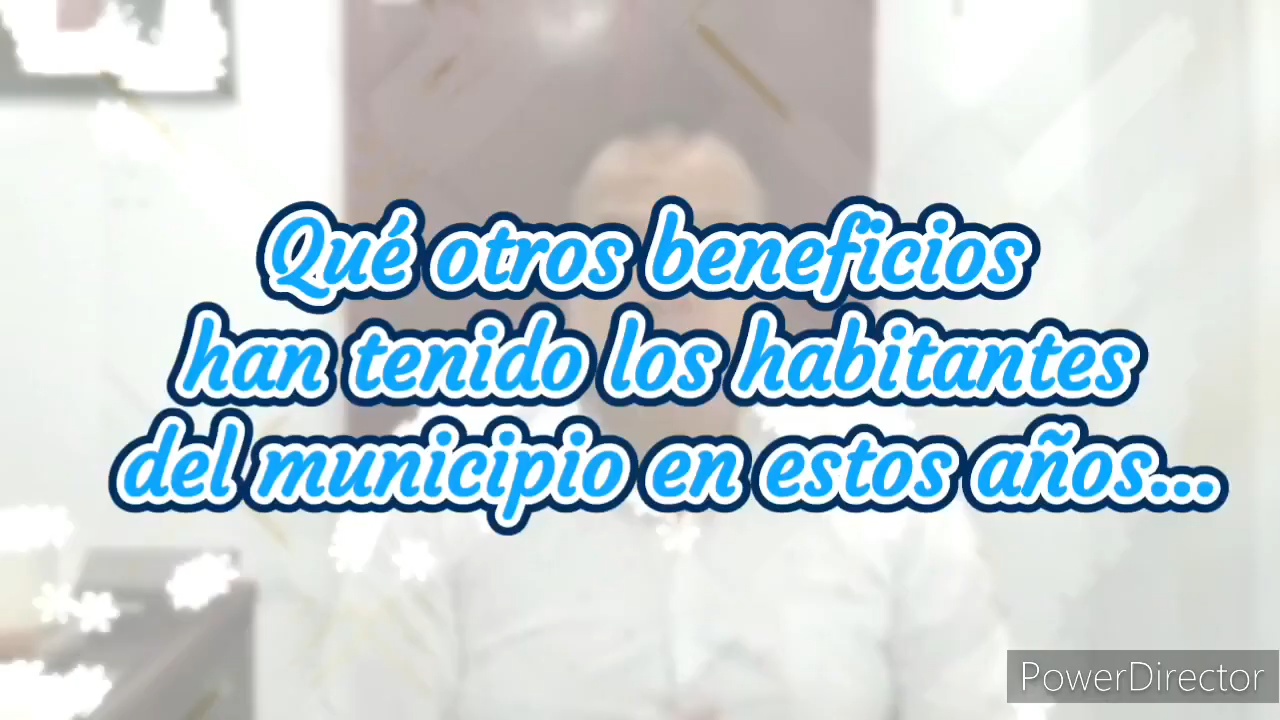 Qué otros beneficios
han tenido los habitantes
del municipio en estos años...
PowerDirector